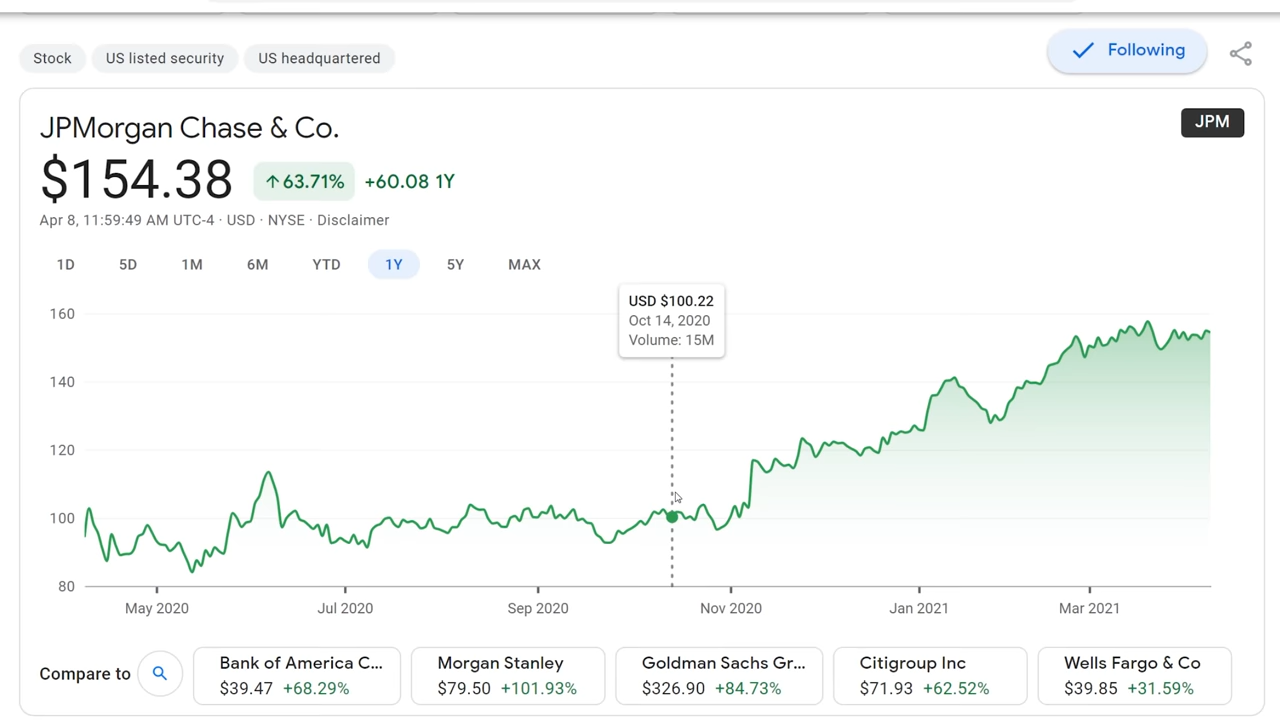 Stock
US listed security
US headquartered
Following
JPMorgan Chase & Co.
JPM
$154.38 ↑ 63.71% +60.08 1Y
Apr 8, 11:59:49 AM UTC-4 · USD · NYSE · Disclaimer
1D 5D 1M 6M YTD 1Y 5Y MAX
USD $100.22
Oct 14, 2020
Volume: 15M
160
140
120
100
80
May 2020 Jul 2020 Sep 2020 Nov 2020 Jan 2021 Mar 2021
Compare to
Bank of America C...
$39.47 +68.29%
Morgan Stanley
$79.50 +101.93%
Goldman Sachs Gr...
$326.90 +84.73%
Citigroup Inc
$71.93 +62.52%
Wells Fargo & Co
$39.85 +31.59%